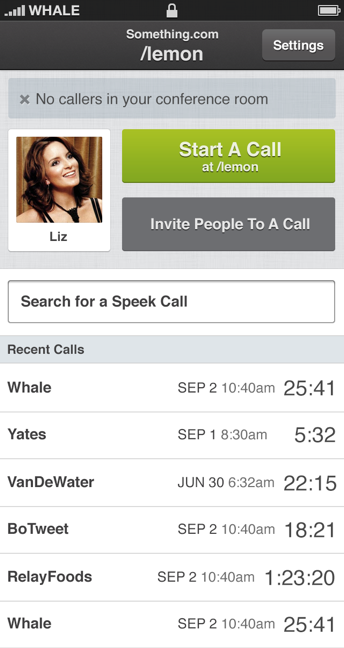 WHALE
Something.com
/lemon
Settings
No callers in your conference room
Start A Call
at /lemon
Liz
Invite People To A Call
Search for a Speek Call
Recent Calls
Whale SEP 2 10:40am 25:41
Yates SEP 1 8:30am 5:32
VanDeWater JUN 30 6:32am 22:15
BoTweet SEP 2 10:40am 18:21
RelayFoods SEP 2 10:40am 1:23:20
Whale SEP 2 10:40am 25:41